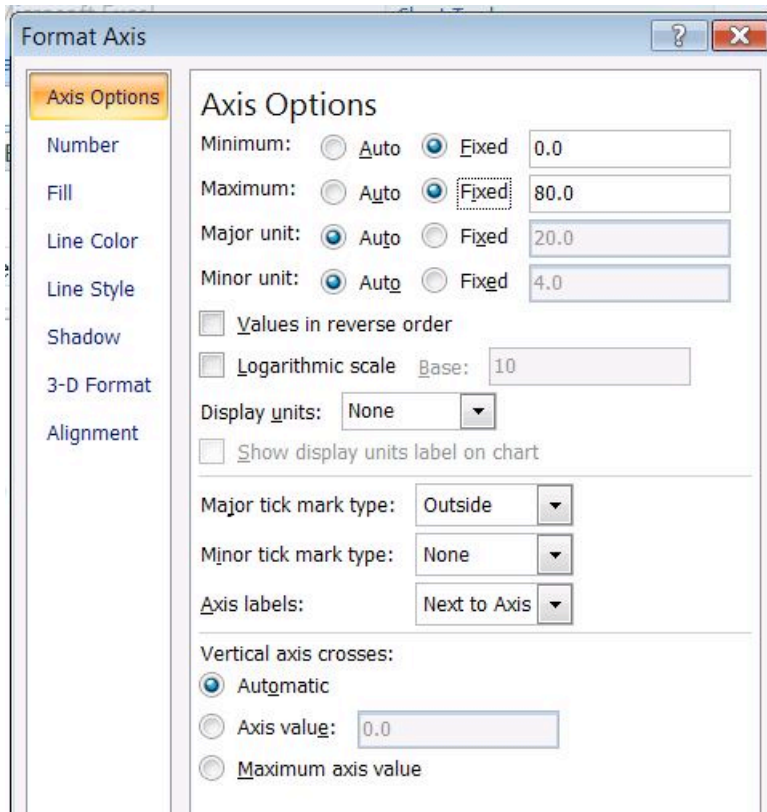 Format Axis
Axis Options
Number
Fill
Line Color
Line Style
Shadow
3-D Format
Alignment
Axis Options
Minimum: Auto Fixed 0.0
Maximum: Auto Fixed 80.0
Major unit: Auto Fixed 20.0
Minor unit: Auto Fixed 4.0
Values in reverse order
Logarithmic scale Base: 10
Display units: None
Show display units label on chart
Major tick mark type: Outside
Minor tick mark type: None
Axis labels: Next to Axis
Vertical axis crosses:
Automatic
Axis value: 0.0
Maximum axis value